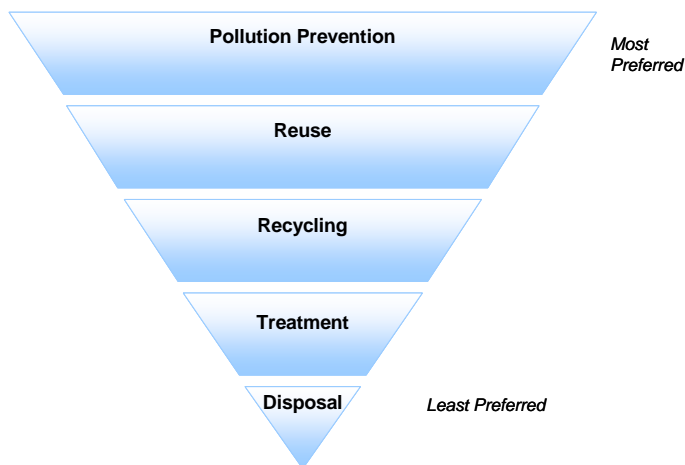 Pollution Prevention
Most
Preferred
Reuse
Recycling
Treatment
Disposal
Least Preferred